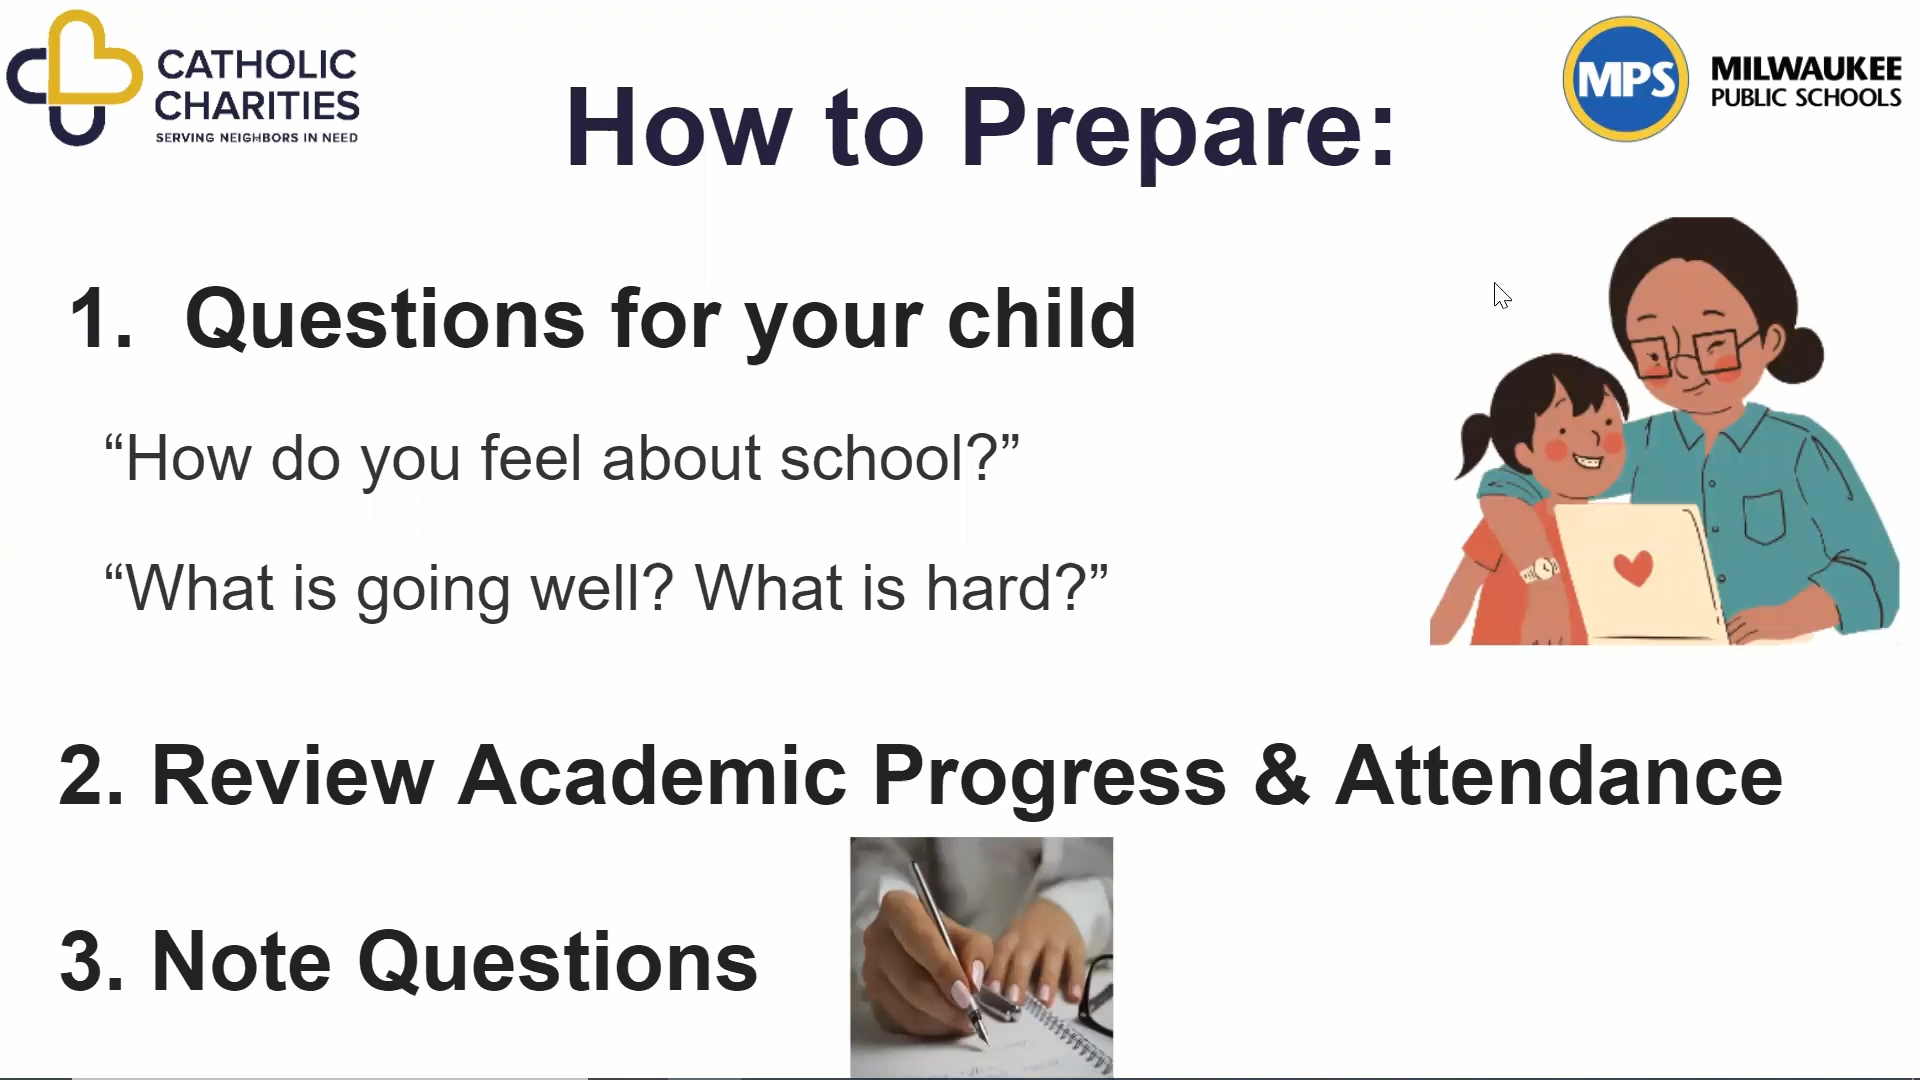 CATHOLIC
CHARITIES
SERVING NEIGHBORS IN NEED
MPS
MILWAUKEE
PUBLIC SCHOOLS
How to Prepare:
1. Questions for your child
“How do you feel about school?”
“What is going well? What is hard?”
2. Review Academic Progress & Attendance
3. Note Questions